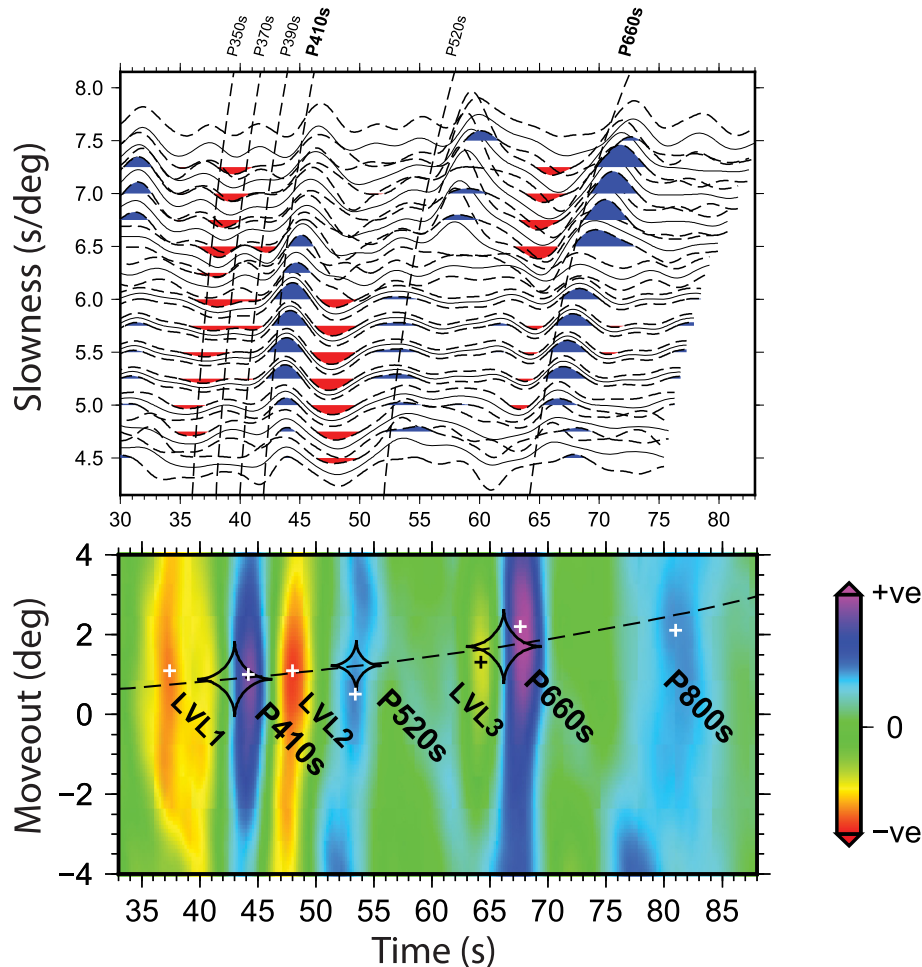 P350s P370s P390s P410s P520s P660s
8.0
7.5
7.0
6.5
6.0
5.5
5.0
4.5
Slowness (s/deg)
30 35 40 45 50 55 60 65 70 75 80
4
2
0
−2
−4
Moveout (deg)
LVL1 P410s LVL2 P520s LVL3 P660s P800s
35 40 45 50 55 60 65 70 75 80 85
Time (s)
+ve
0
−ve